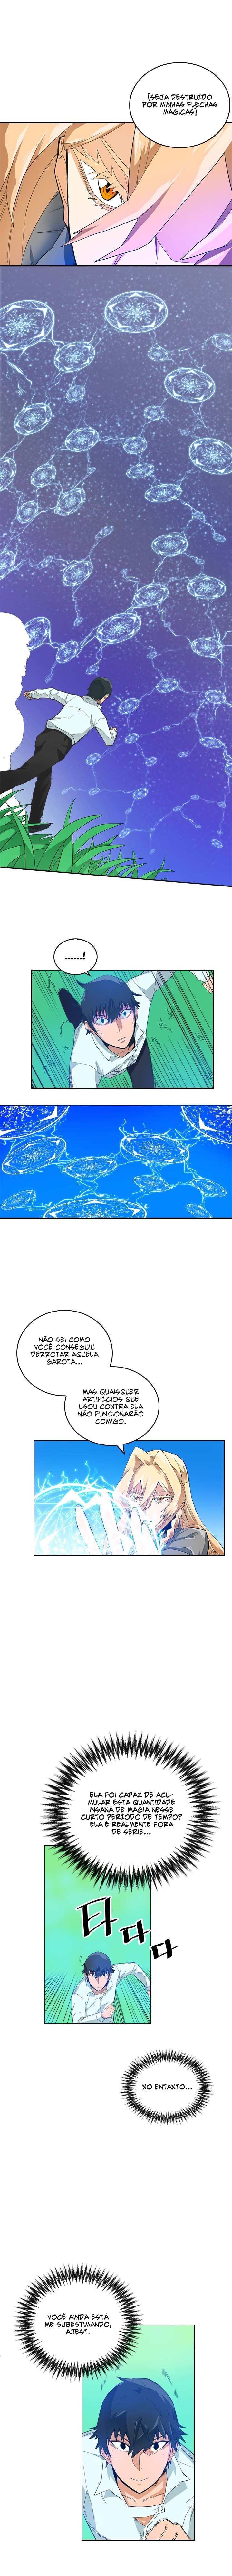 [SEJA DESTRUÍDO
POR MINHAS FLECHAS
MÁGICAS]
.......!
NÃO SEI COMO
VOCÊ CONSEGUIU
DERROTAR AQUELA
GAROTA...
MAS QUAISQUER
ARTIFÍCIOS QUE
USOU CONTRA ELA
NÃO FUNCIONARÃO
COMIGO.
ELA FOI CAPAZ DE ACU-
MULAR ESTA QUANTIDADE
INSANA DE MAGIA NESSE
CURTO PERÍODO DE TEMPO?
ELA É REALMENTE FORA
DE SÉRIE...
타
다
다
NO ENTANTO...
VOCÊ AINDA ESTÁ
ME SUBESTIMANDO,
AJEST.